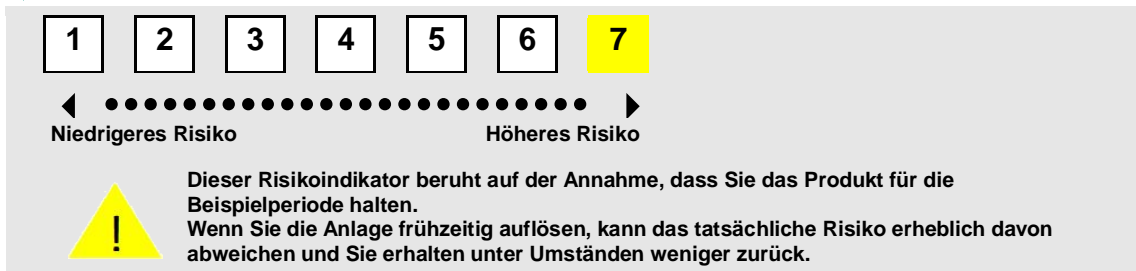 1 2 3 4 5 6 7
Niedrigeres Risiko Höheres Risiko
Dieser Risikoindikator beruht auf der Annahme, dass Sie das Produkt für die
Beispielperiode halten.
! Wenn Sie die Anlage frühzeitig auflösen, kann das tatsächliche Risiko erheblich davon
abweichen und Sie erhalten unter Umständen weniger zurück.